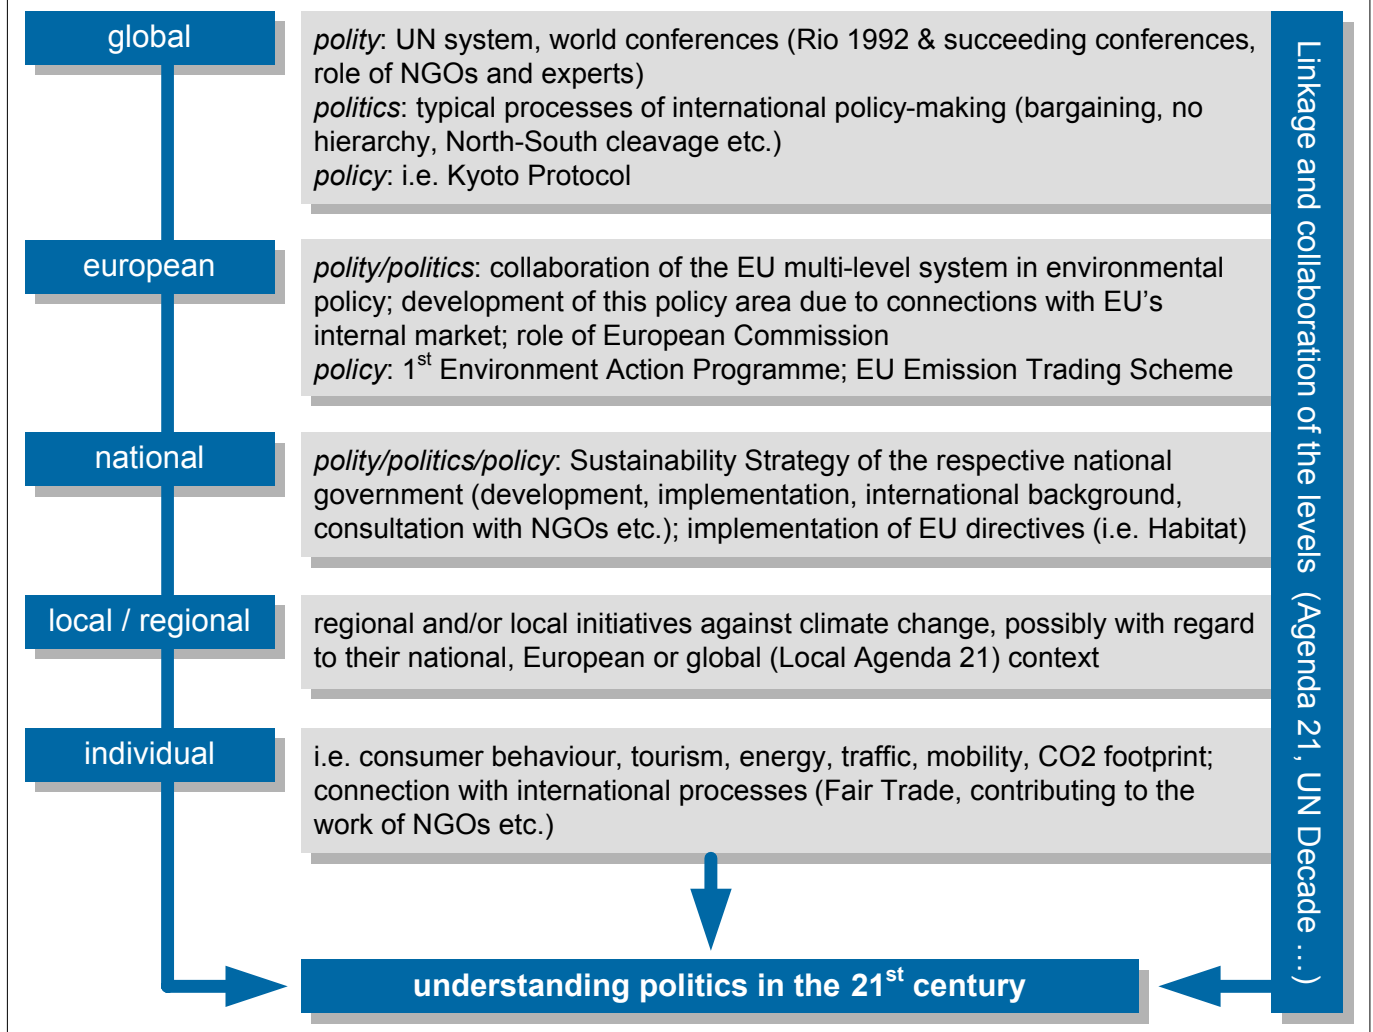 global
polity: UN system, world conferences (Rio 1992 & succeeding conferences,
role of NGOs and experts)
politics: typical processes of international policy-making (bargaining, no
hierarchy, North-South cleavage etc.)
policy: i.e. Kyoto Protocol
european
polity/politics: collaboration of the EU multi-level system in environmental
policy; development of this policy area due to connections with EU’s
internal market; role of European Commission
policy: 1st Environment Action Programme; EU Emission Trading Scheme
national
polity/politics/policy: Sustainability Strategy of the respective national
government (development, implementation, international background,
consultation with NGOs etc.); implementation of EU directives (i.e. Habitat)
local / regional
regional and/or local initiatives against climate change, possibly with regard
to their national, European or global (Local Agenda 21) context
individual
i.e. consumer behaviour, tourism, energy, traffic, mobility, CO2 footprint;
connection with international processes (Fair Trade, contributing to the
work of NGOs etc.)
Linkage and collaboration of the levels (Agenda 21, UN Decade …)
understanding politics in the 21st century